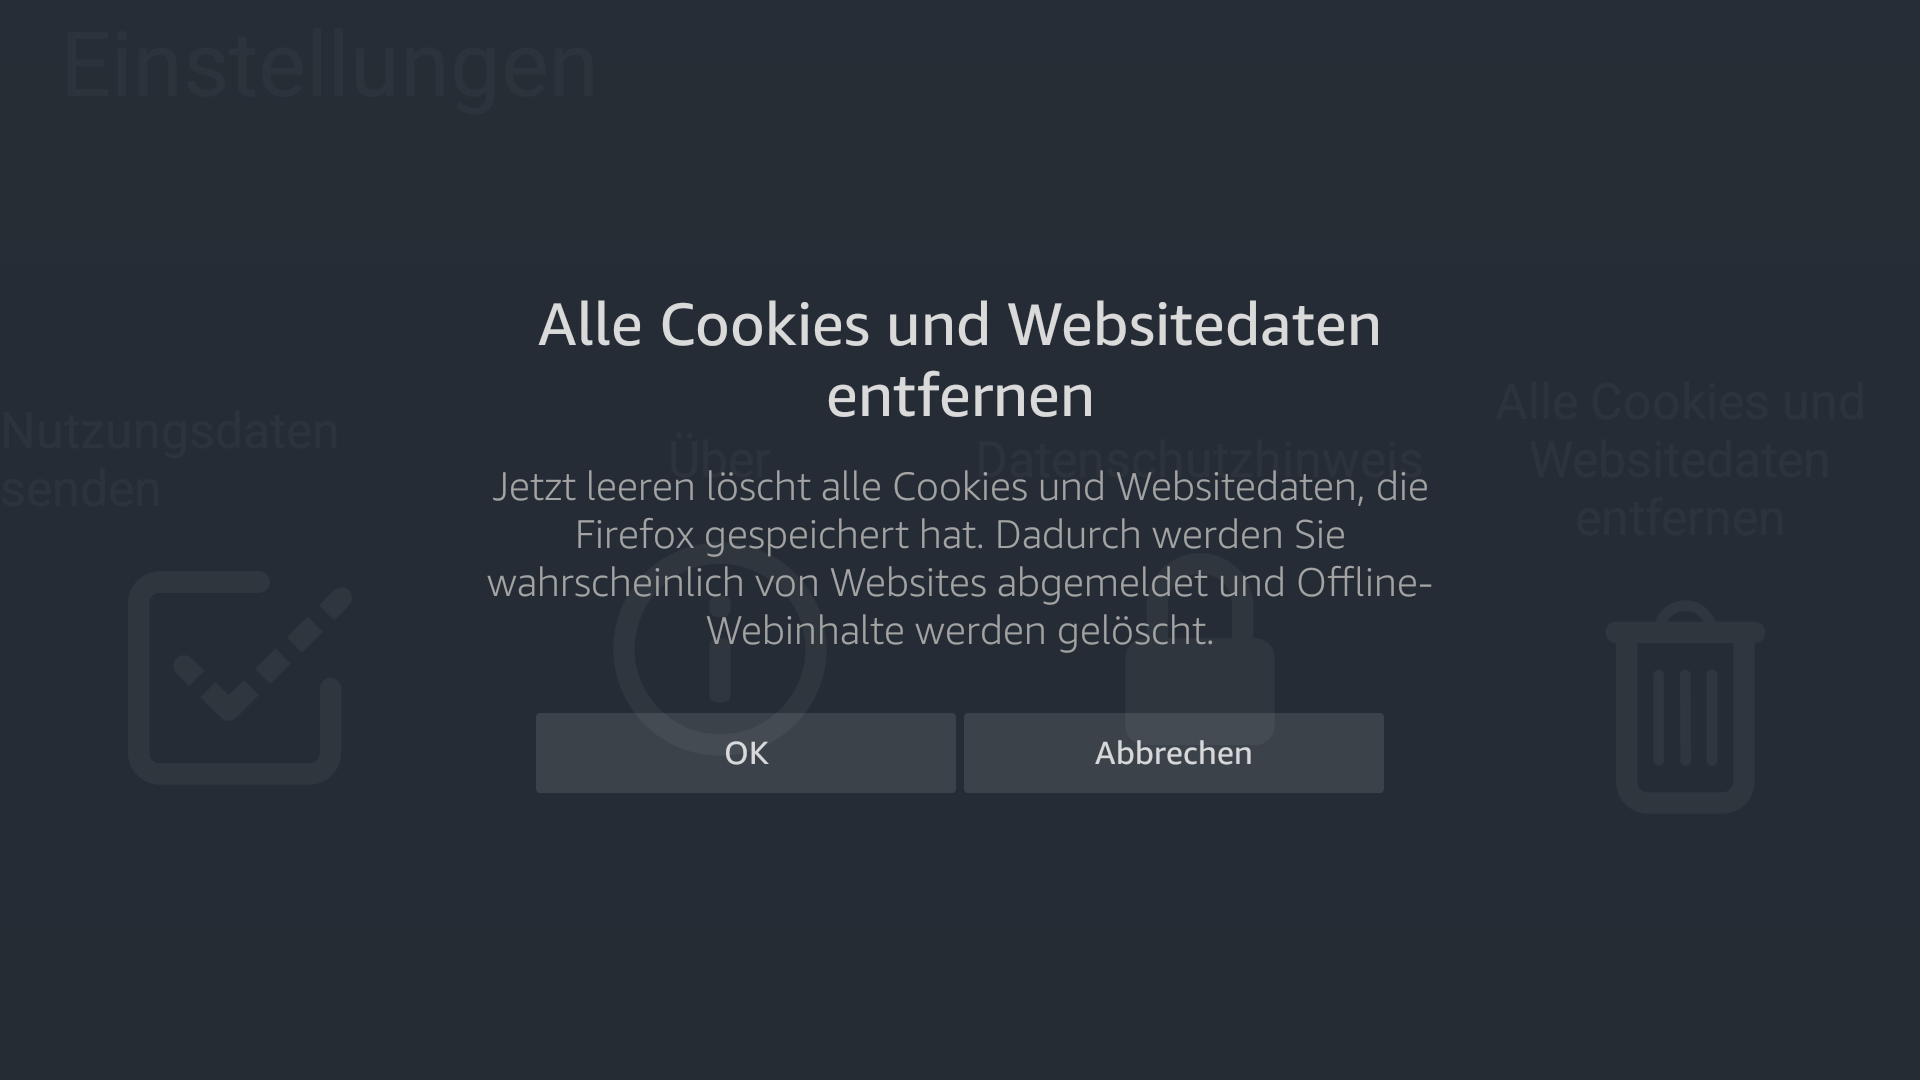 Einstellungen
Alle Cookies und Websitedaten
entfernen
Nutzungsdaten
senden
Über
Datenschutzhinweis
Alle Cookies und
Websitedaten
entfernen
Jetzt leeren löscht alle Cookies und Websitedaten, die
Firefox gespeichert hat. Dadurch werden Sie
wahrscheinlich von Websites abgemeldet und Offline-
Webinhalte werden gelöscht.
OK
Abbrechen